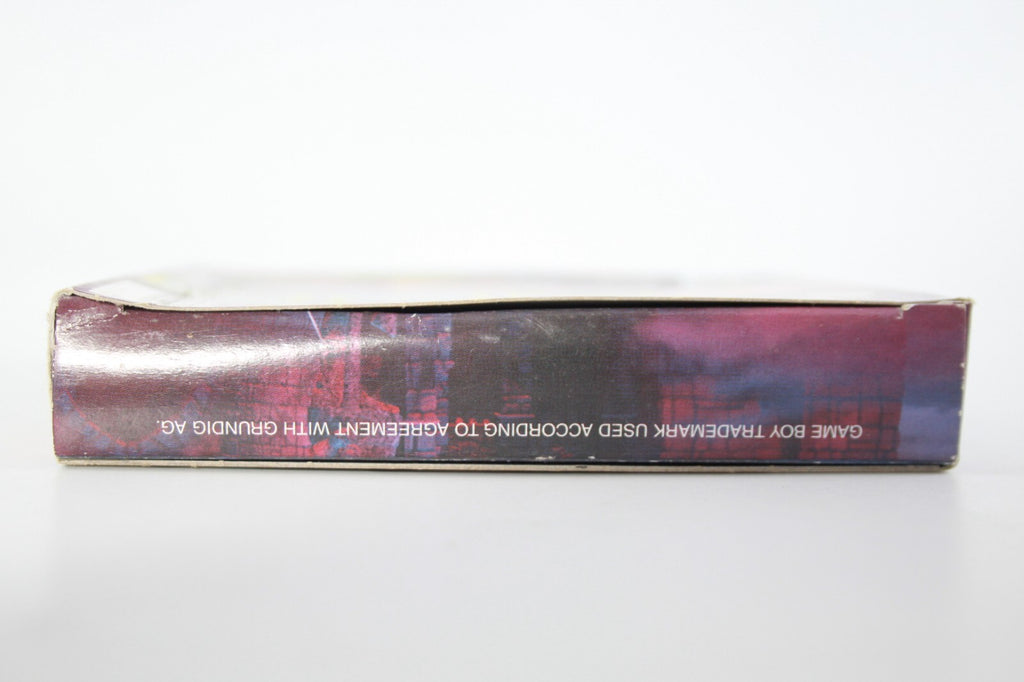 GAME BOY TRADEMARK USED ACCORDING TO AGREEMENT WITH GRUNDIG AG.